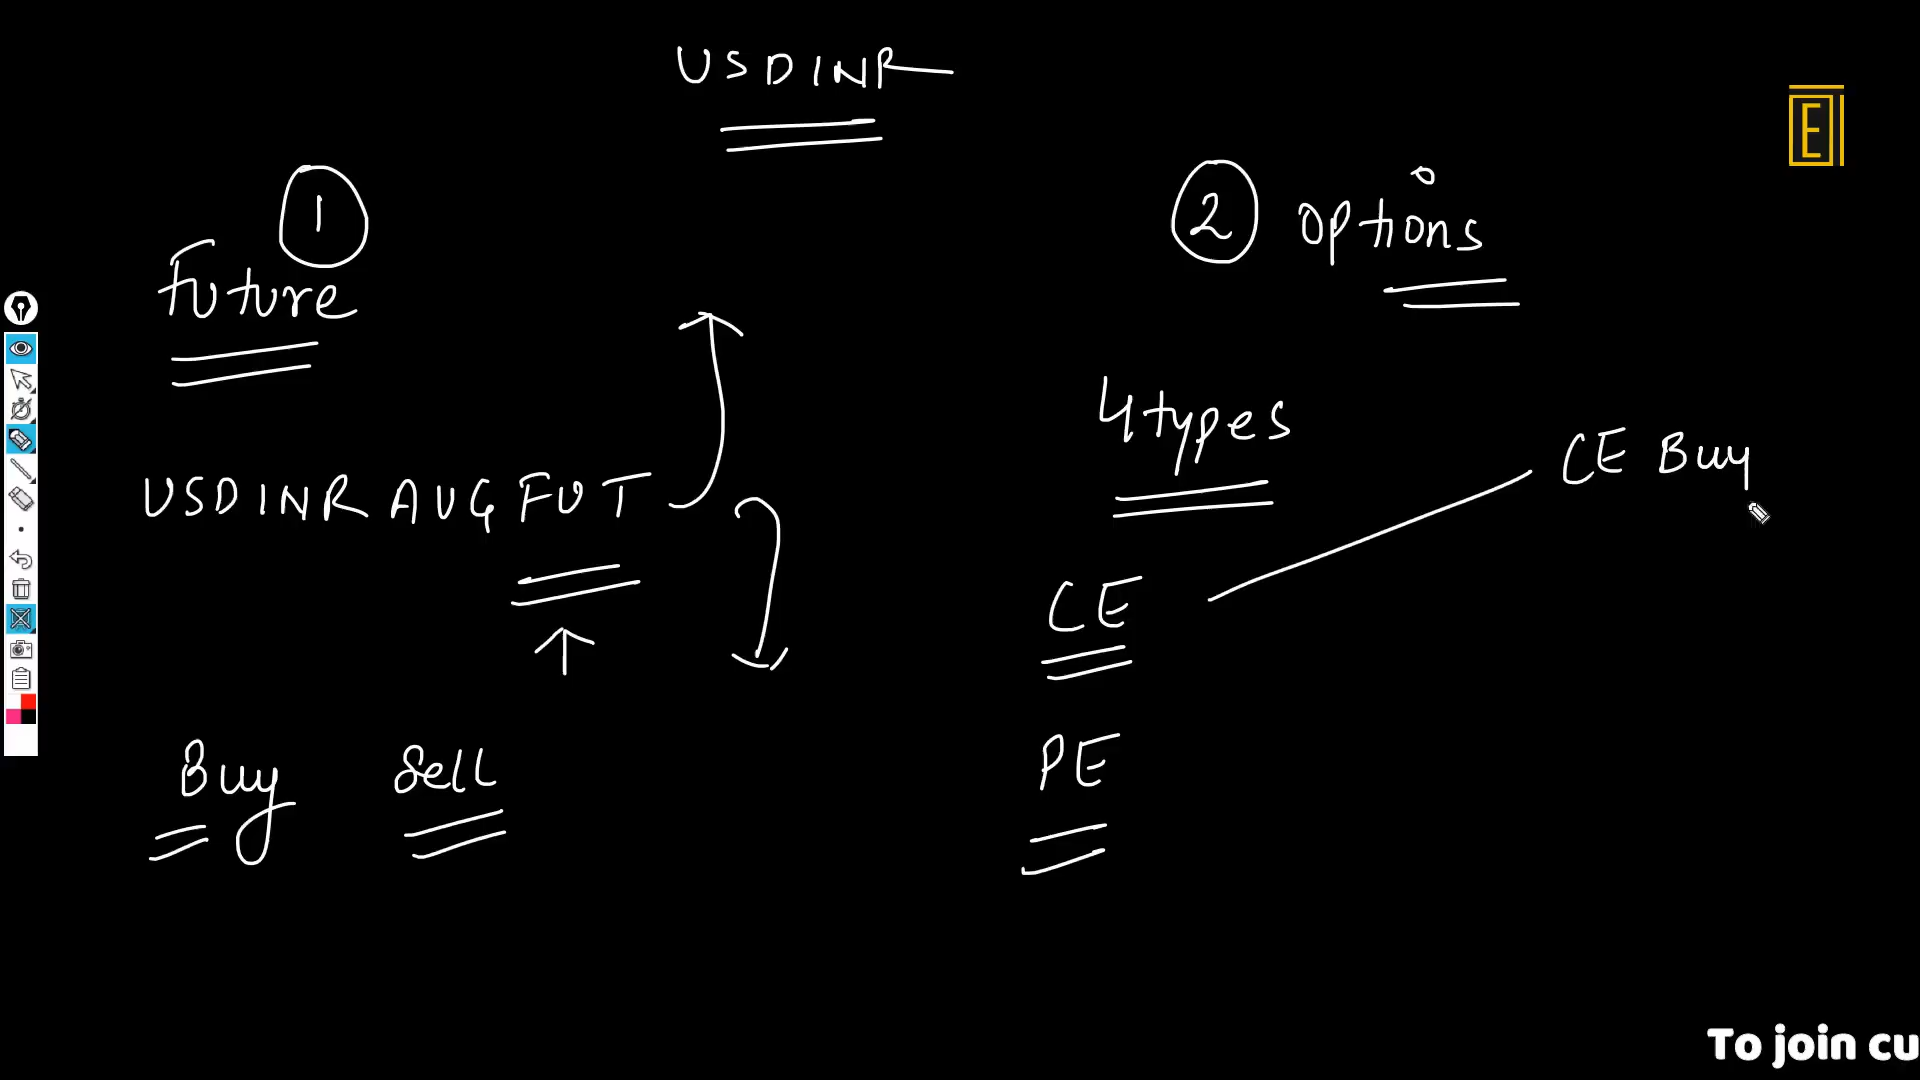 USDINR
1
Future
USDINR AUG FUT
Buy Sell
2 Options
4 types
CE
CE Buy
PE
E
To join cu